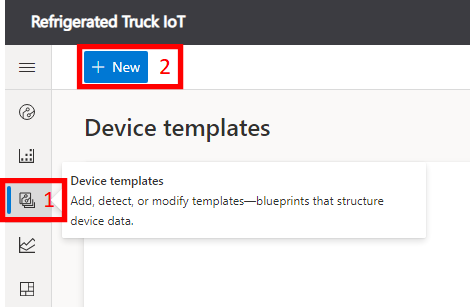 Refrigerated Truck IoT
+ New 2
Device templates
Device templates
1
Add, detect, or modify templates—blueprints that structure
device data.